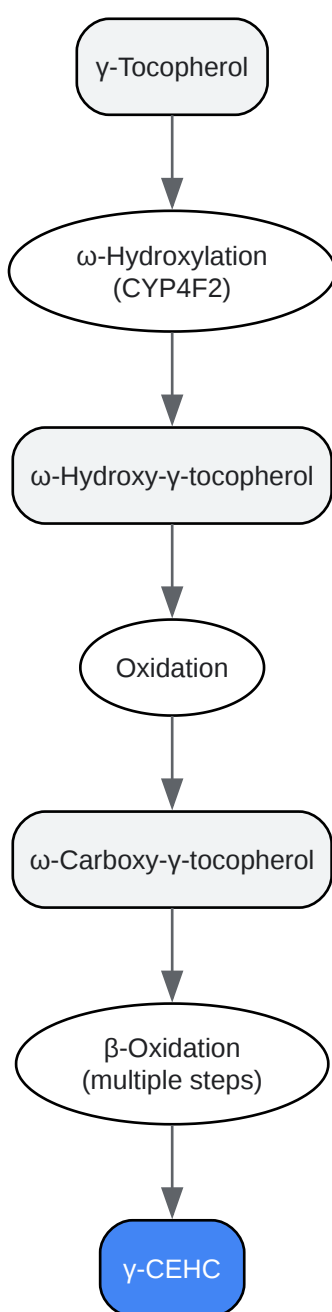 γ-Tocopherol
ω-Hydroxylation
(CYP4F2)
ω-Hydroxy-γ-tocopherol
Oxidation
ω-Carboxy-γ-tocopherol
β-Oxidation
(multiple steps)
γ-CEHC